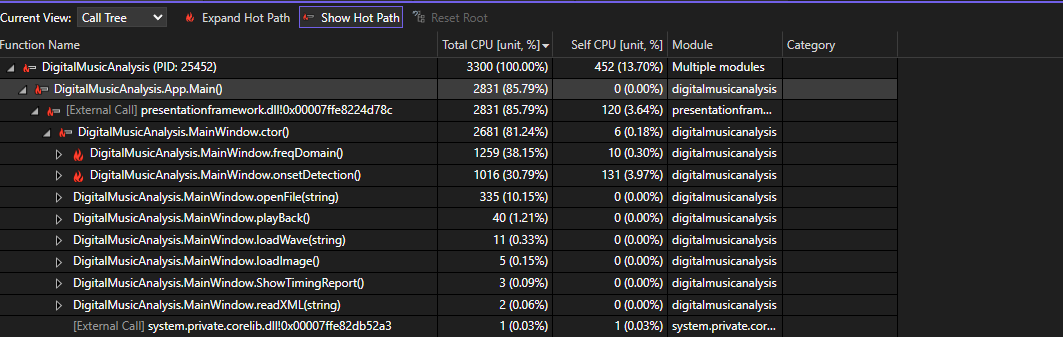 Current View: Call Tree Expand Hot Path Show Hot Path Reset Root
Function Name Total CPU [unit, %] Self CPU [unit, %] Module Category
DigitalMusicAnalysis (PID: 25452) 3300 (100.00%) 452 (13.70%) Multiple modules
DigitalMusicAnalysis.App.Main() 2831 (85.79%) 0 (0.00%) digitalmusicanalysis
[External Call] presentationframework.dll!0x00007ffe8224d78c 2831 (85.79%) 120 (3.64%) presentationfram...
DigitalMusicAnalysis.MainWindow.ctor() 2681 (81.24%) 6 (0.18%) digitalmusicanalysis
DigitalMusicAnalysis.MainWindow.freqDomain() 1259 (38.15%) 10 (0.30%) digitalmusicanalysis
DigitalMusicAnalysis.MainWindow.onsetDetection() 1016 (30.79%) 131 (3.97%) digitalmusicanalysis
DigitalMusicAnalysis.MainWindow.openFile(string) 335 (10.15%) 0 (0.00%) digitalmusicanalysis
DigitalMusicAnalysis.MainWindow.playBack() 40 (1.21%) 0 (0.00%) digitalmusicanalysis
DigitalMusicAnalysis.MainWindow.loadWave(string) 11 (0.33%) 0 (0.00%) digitalmusicanalysis
DigitalMusicAnalysis.MainWindow.loadImage() 5 (0.15%) 0 (0.00%) digitalmusicanalysis
DigitalMusicAnalysis.MainWindow.ShowTimingReport() 3 (0.09%) 0 (0.00%) digitalmusicanalysis
DigitalMusicAnalysis.MainWindow.readXML(string) 2 (0.06%) 0 (0.00%) digitalmusicanalysis
[External Call] system.private.corelib.dll!0x00007ffe82db52a3 1 (0.03%) 1 (0.03%) system.private.cor...